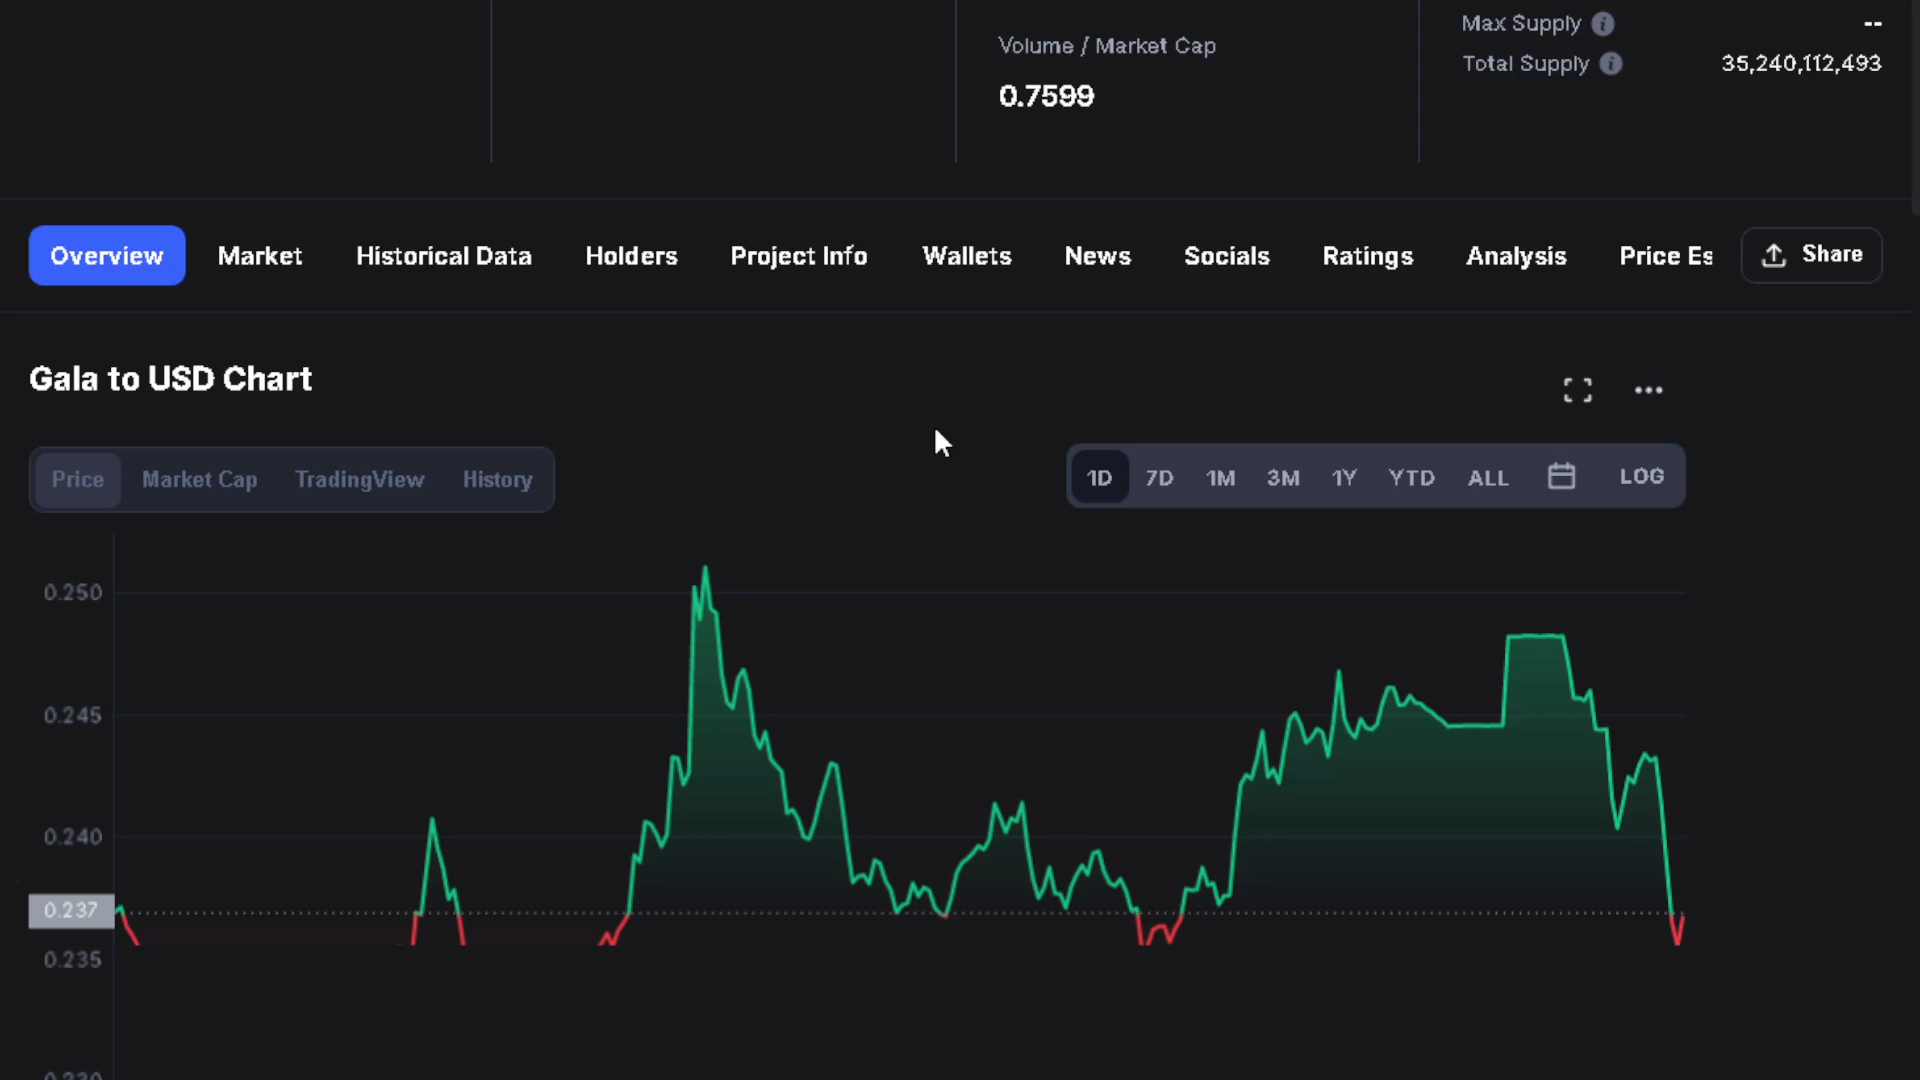 Max Supply --
Volume / Market Cap
Total Supply 35,240,112,493
0.7599
Overview Market Historical Data Holders Project Info Wallets News Socials Ratings Analysis Price Es Share
Gala to USD Chart
Price Market Cap TradingView History 1D 7D 1M 3M 1Y YTD ALL LOG
0.250
0.245
0.240
0.237
0.235